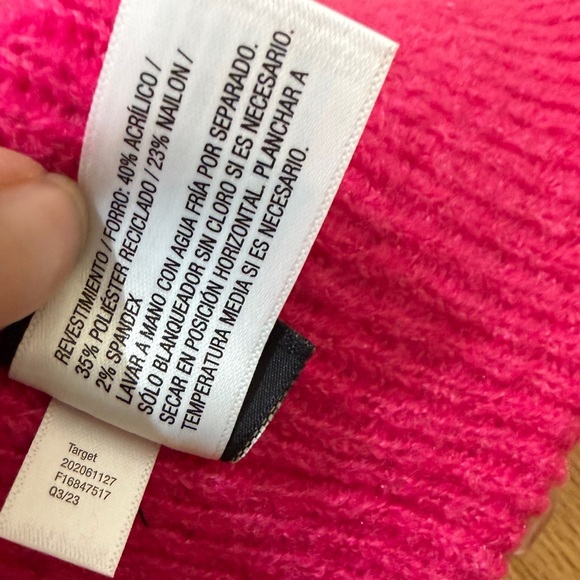 REVESTIMIENTO / FORRO: 40% ACRÍLICO /
35% POLIÉSTER RECICLADO / 23% NAILON /
2% SPANDEX
LAVAR A MANO CON AGUA FRÍA POR SEPARADO.
SÓLO BLANQUEADOR SIN CLORO SI ES NECESARIO.
SECAR EN POSICIÓN HORIZONTAL. PLANCHAR A
TEMPERATURA MEDIA SI ES NECESARIO.
Target
202061127
F16847517
Q3/23